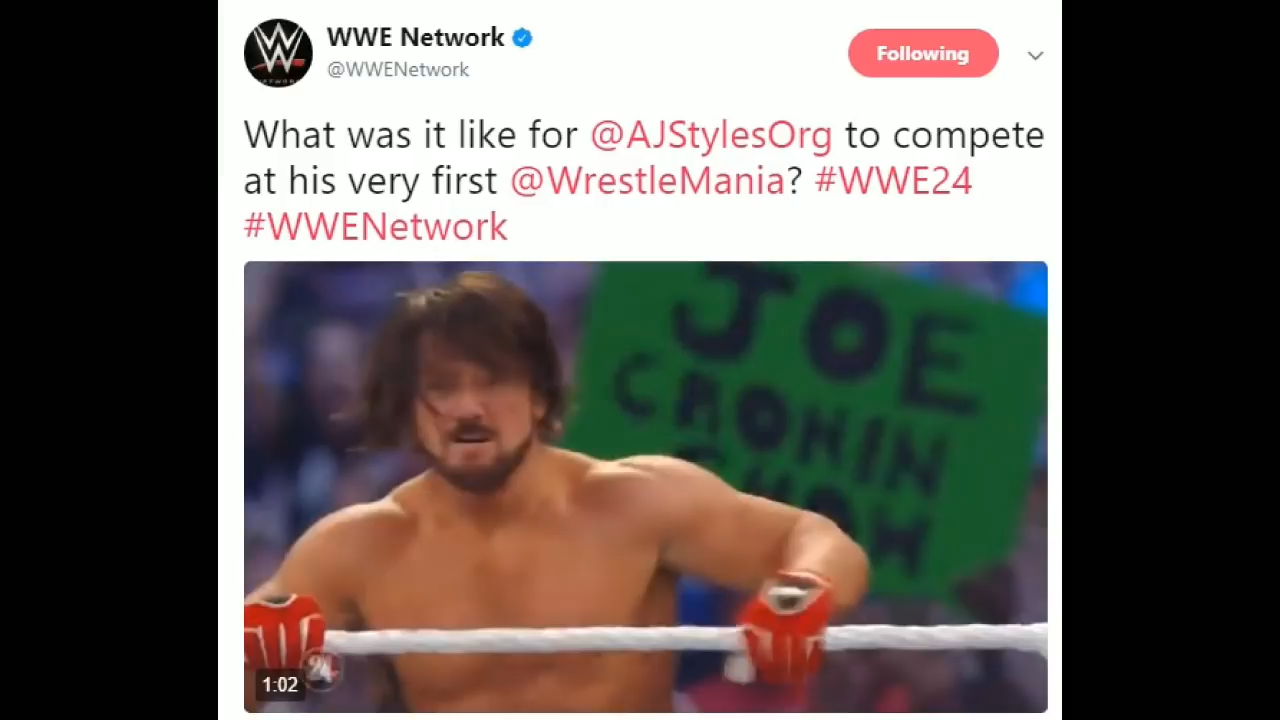 WWE Network
@WWENetwork
Following
What was it like for @AJStylesOrg to compete
at his very first @WrestleMania? #WWE24
#WWENetwork
JOE
CRONIN
SHOW
24
1:02